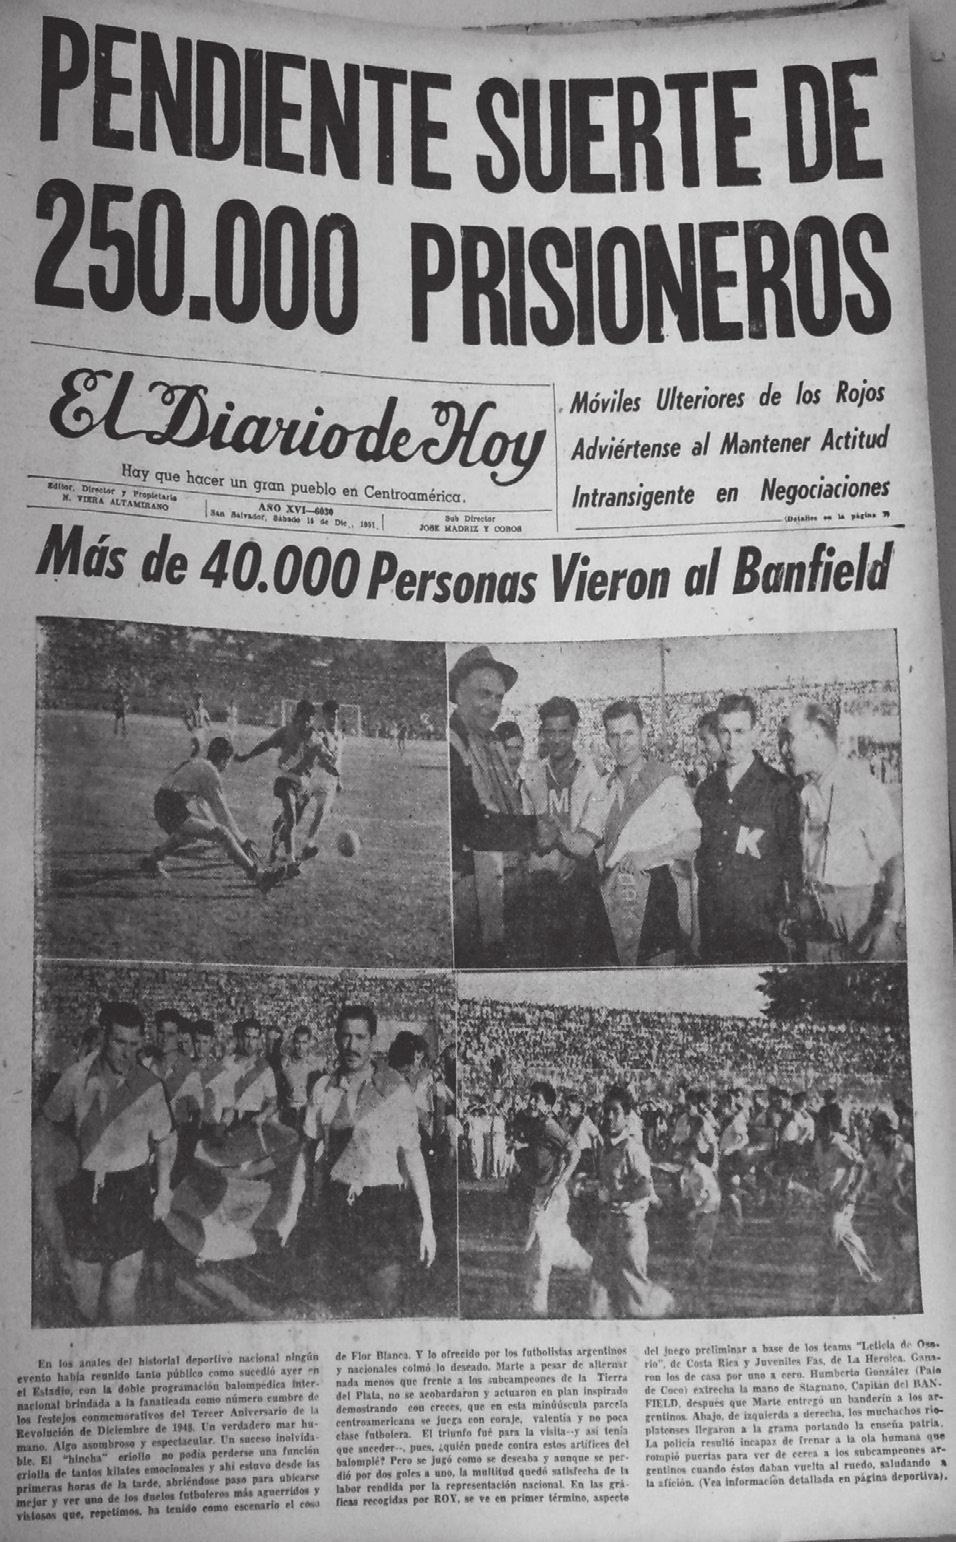 PENDIENTE SUERTE DE
250.000 PRISIONEROS
El Diario de Hoy
Hay que hacer un gran pueblo en Centroamérica.
Editor, Director y Propietario
N. VIERA ALTAMIRANO
AÑO XVI—6030
San Salvador, Sábado 15 de Dic., 1951.
Sub Director
JOSE MADRIZ Y COBOS
Móviles Ulteriores de los Rojos
Adviértense al Mantener Actitud
Intransigente en Negociaciones
(Detalles en la página
Más de 40.000 Personas Vieron al Banfield
M
K
En los anales del historial deportivo nacional ningún
evento había reunido tanto público como sucedió ayer en
el Estadio, con la doble programación balompédica inter-
nacional brindada a la fanaticada como número cumbre de
los festejos conmemorativos del Tercer Aniversario de la
Revolución de Diciembre de 1948. Un verdadero mar hu-
mano. Algo asombroso y espectacular. Un suceso inolvida-
ble. El "hincha" criollo no podía perderse una función
criolla de tantos kilates emocionales y ahí estuvo desde las
primeras horas de la tarde, abriéndose paso para ubicarse
mejor y ver uno de los duelos futboleros más aguerridos y
vistosos que, repetimos, ha tenido como escenario el coso
de Flor Blanca. Y lo ofrecido por los futbolistas argentinos
y nacionales colmó lo deseado. Marte a pesar de alternar
nada menos que frente a los subcampeones de la Tierra
del Plata, no se acobardaron y actuaron en plan inspirado
demostrando con creces, que en esta minúscula parcela
centroamericana se juega con coraje, valentía y no poca
clase futbolera. El triunfo fué para la visita--y así tenía
que suceder--, pues, ¿quién puede contra estos artífices del
balompié? Pero se jugó como se deseaba y aunque se per-
dió por dos goles a uno, la multitud quedó satisfecha de la
labor rendida por la representación nacional. En las grá-
ficas recogidas por ROY, se ve en primer término, aspecto
del juego preliminar a base de los teams "Leticia de Oso-
rio", de Costa Rica y Juveniles Fas, de La Heroica. Gana-
ron los de casa por uno a cero. Humberto González (Palo
de Coco) extrecha la mano de Stagnaro, Capitán del BAN-
FIELD, después que Marte entregó un banderín a los ar-
gentinos. Abajo, de izquierda a derecha, los muchachos rio-
platenses llegaron a la grama portando la enseña patria.
La policía resultó incapaz de frenar a la ola humana que
rompió puertas para ver de cerca a los subcampeones ar-
gentinos cuando éstos daban vuelta al ruedo, saludando a
la afición. (Vea información detallada en página deportiva).